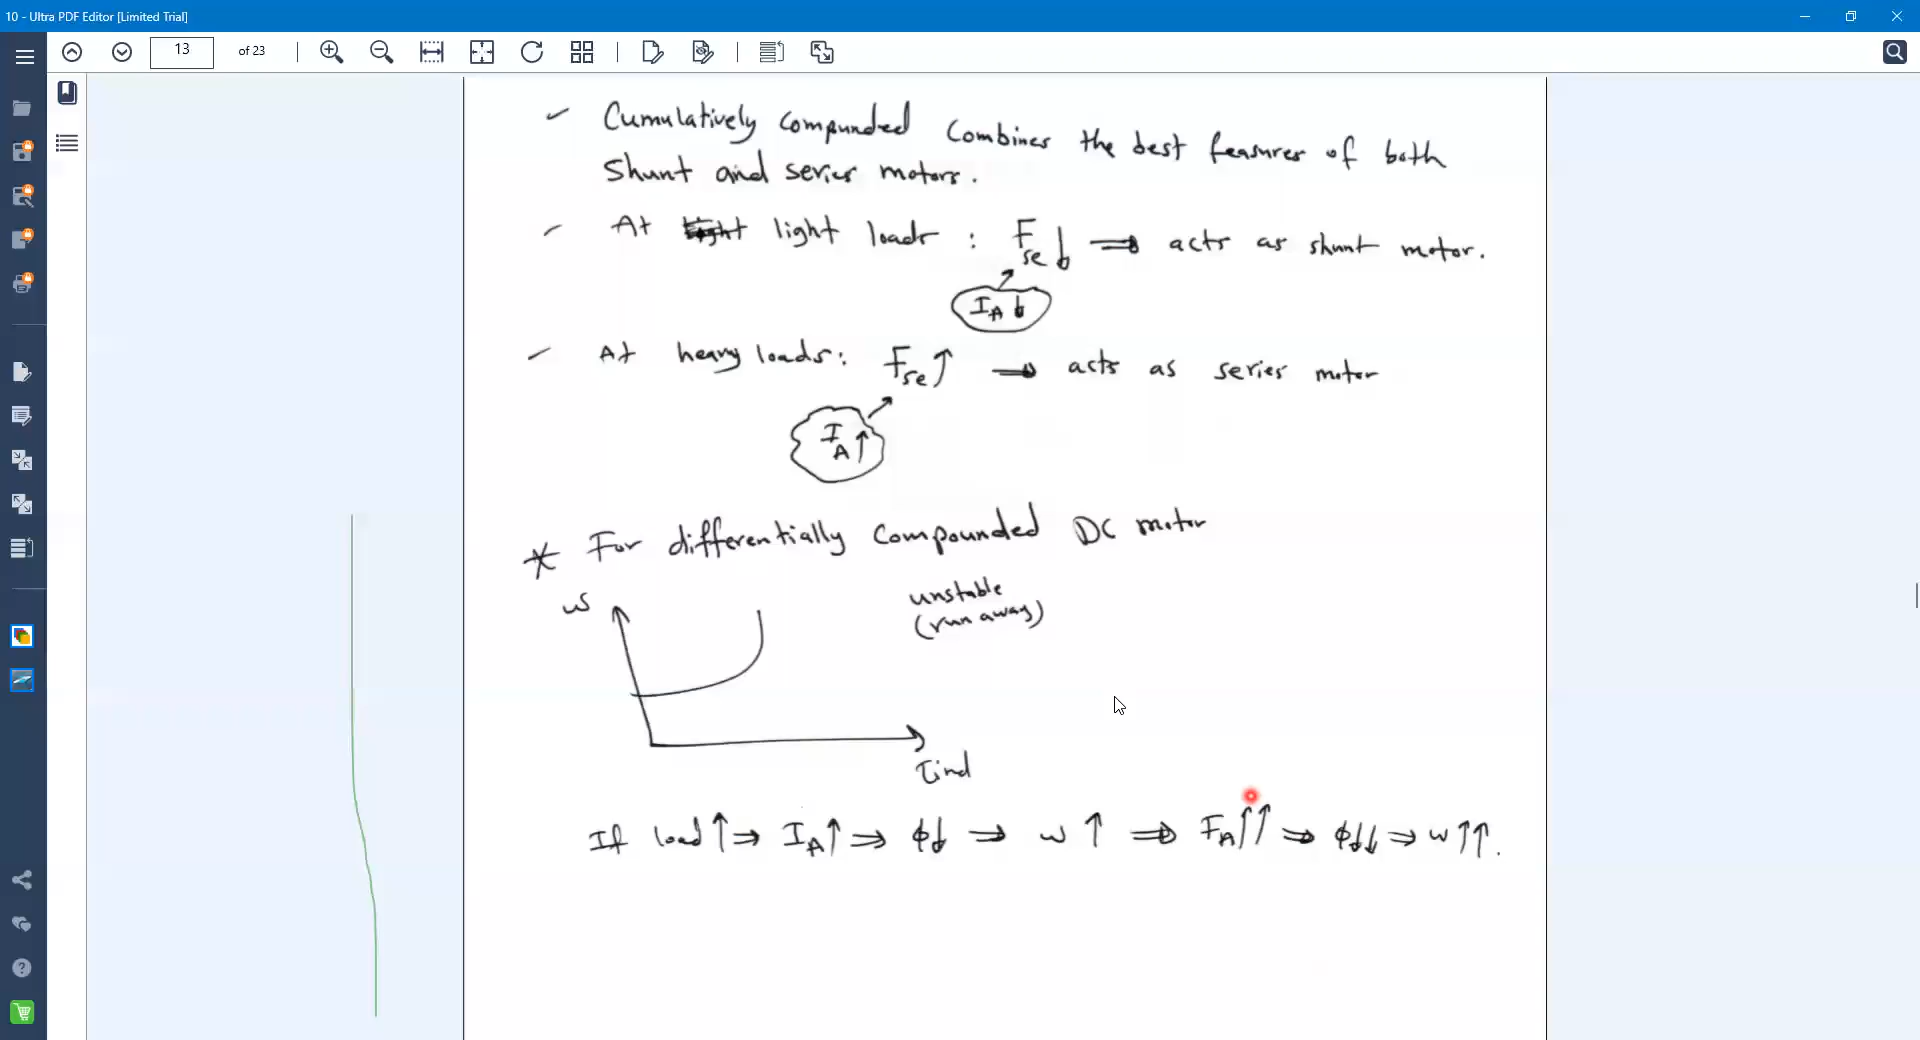 10 - Ultra PDF Editor [Limited Trial]
13 of 23
Cumulatively compunded combines the best features of both
shunt and series motors.
At light loads : Fse ↓ ⇒ acts as shunt motor.
IA ↓
At heavy loads: Fse ↑ → acts as series motor
IA ↑
* For differentially compounded DC motor
ω
unstable
(run away)
τind
If load ↑ ⇒ IA ↑ ⇒ φ↓ ⇒ ω ↑ ⇒ IA ↑↑ ⇒ φ↓↓ ⇒ ω ↑↑.